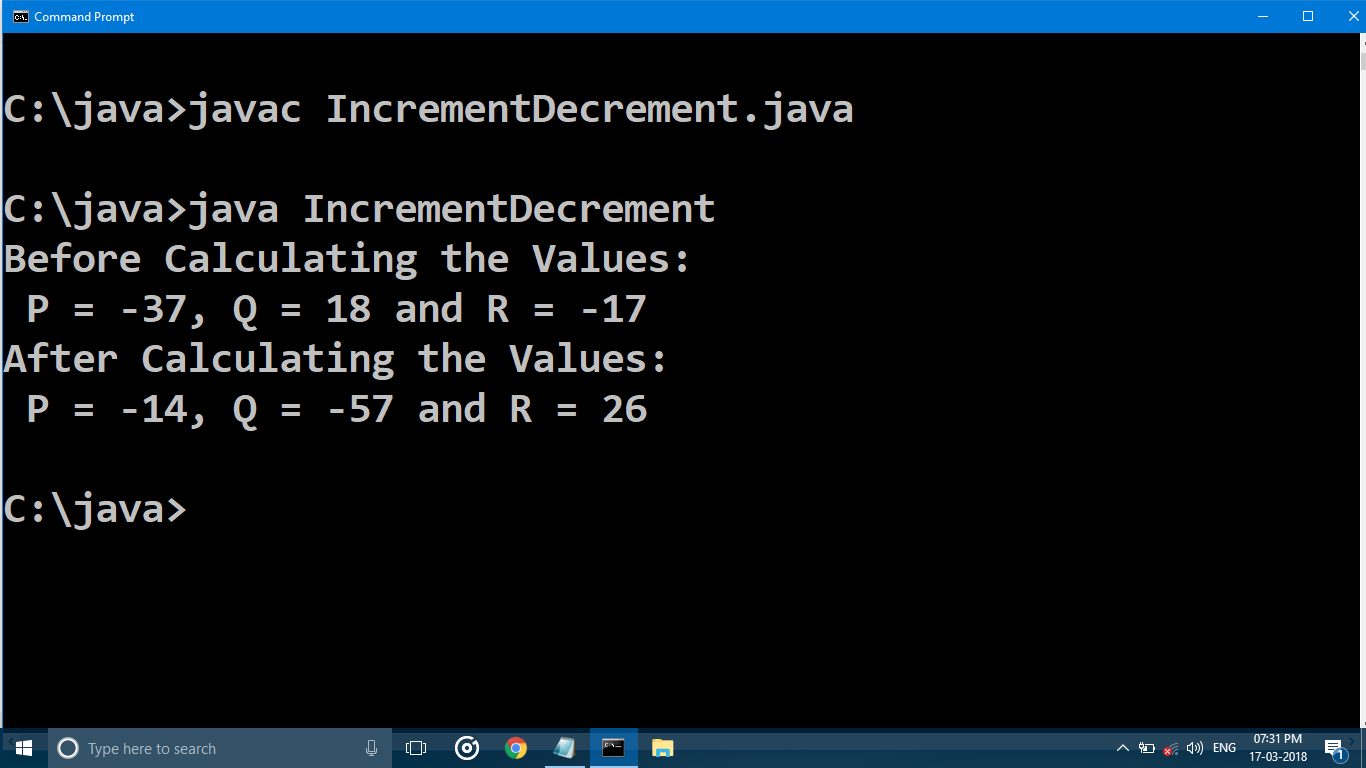 Command Prompt
C:\java>javac IncrementDecrement.java
C:\java>java IncrementDecrement
Before Calculating the Values:
 P = -37, Q = 18 and R = -17
After Calculating the Values:
 P = -14, Q = -57 and R = 26
C:\java>
Type here to search
ENG
07:31 PM
17-03-2018
1